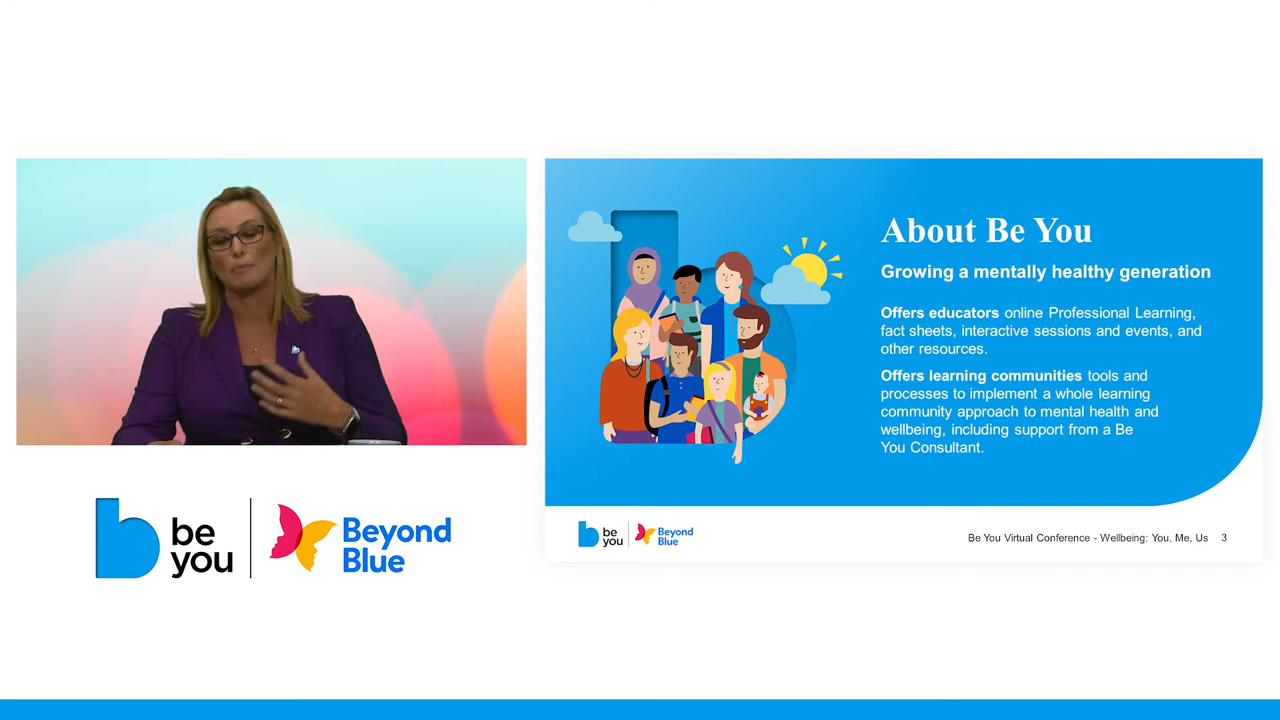 About Be You
Growing a mentally healthy generation
Offers educators online Professional Learning,
fact sheets, interactive sessions and events, and
other resources.
Offers learning communities tools and
processes to implement a whole learning
community approach to mental health and
wellbeing, including support from a Be
You Consultant.
be
you
Beyond
Blue
be
you
Beyond
Blue
Be You Virtual Conference - Wellbeing: You, Me, Us 3